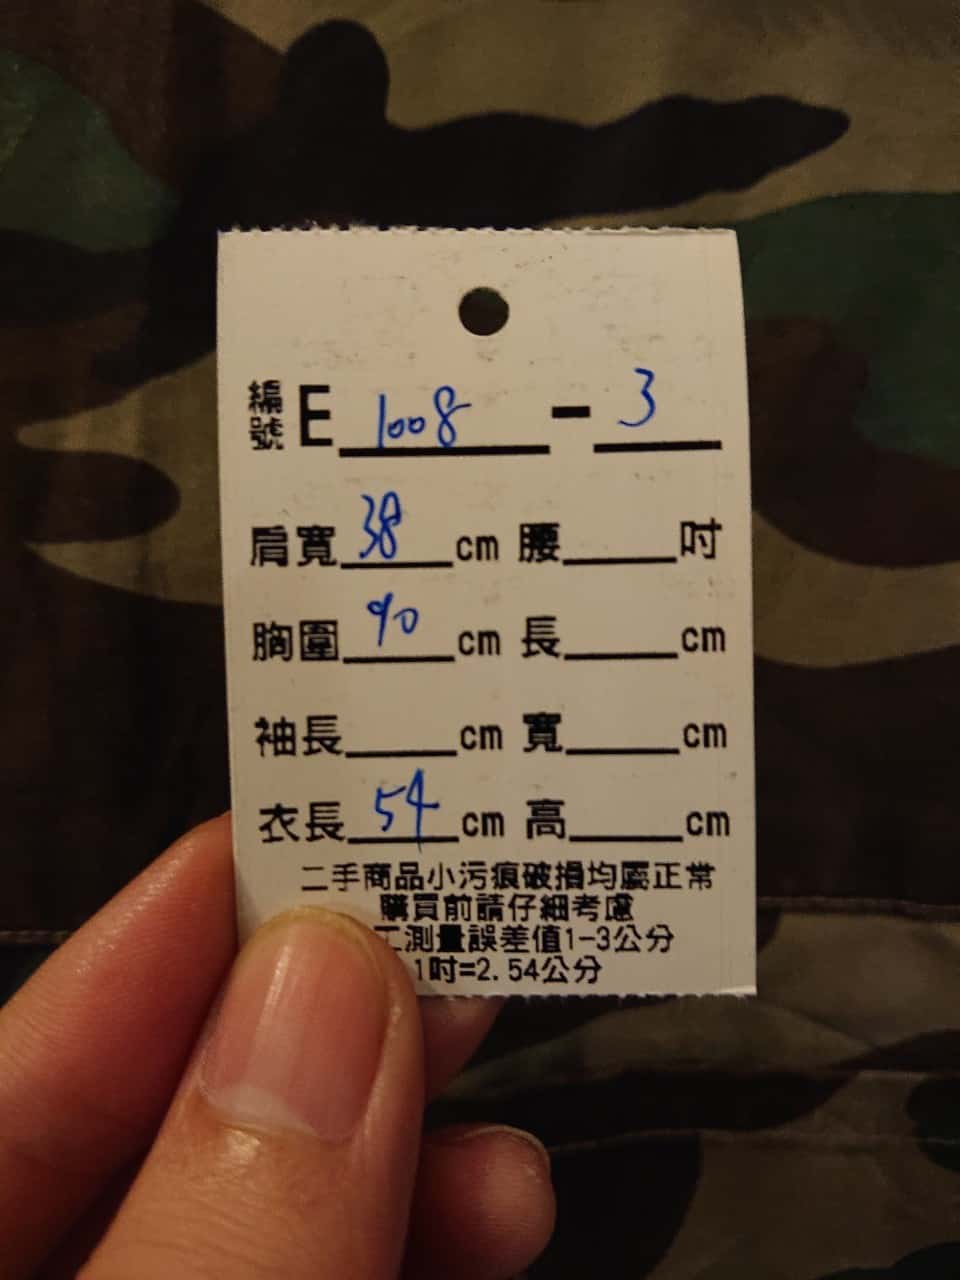 編號 E 1008 - 3
肩寬 38 cm 腰 吋
胸圍 90 cm 長 cm
袖長 cm 寬 cm
衣長 54 cm 高 cm
二手商品小污痕破損均屬正常
購買前請仔細考慮
工測量誤差值1-3公分
1吋=2.54公分